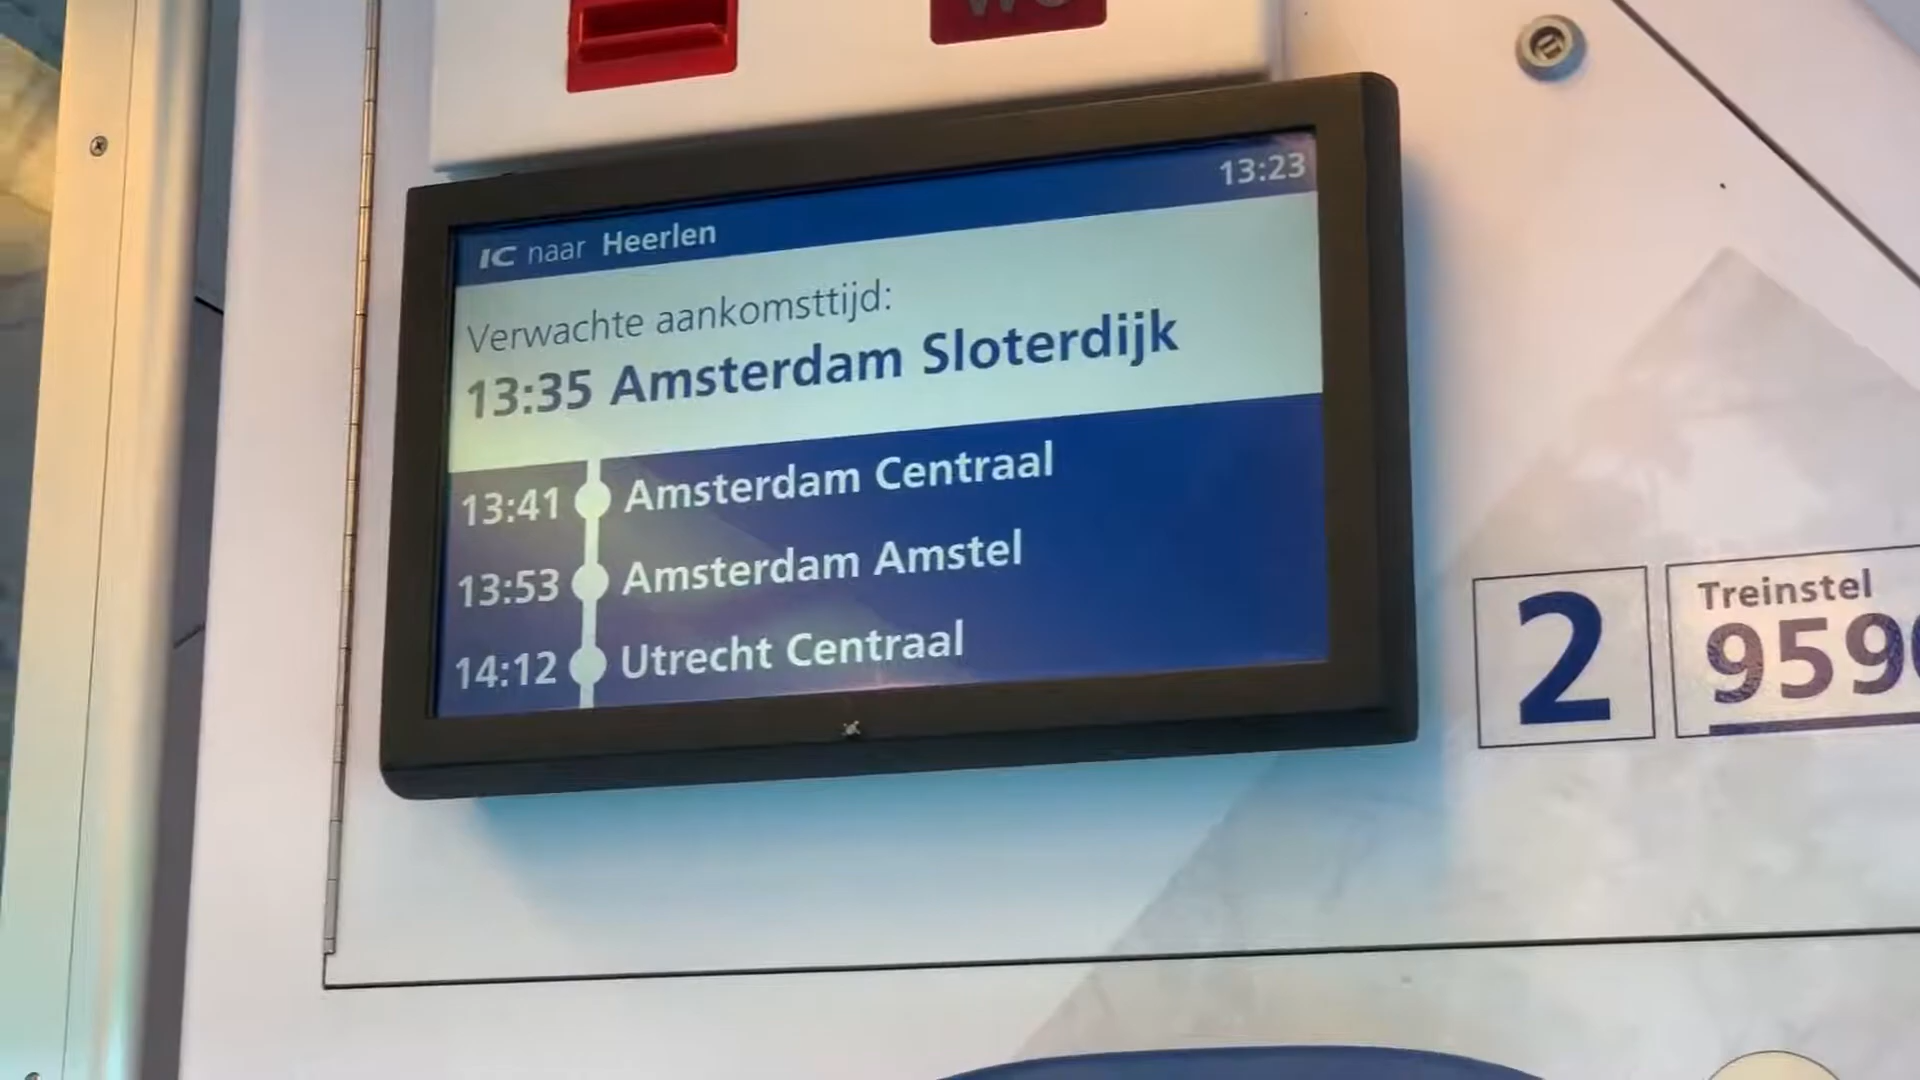 13:23
IC naar Heerlen
Verwachte aankomsttijd:
13:35 Amsterdam Sloterdijk
13:41 Amsterdam Centraal
13:53 Amsterdam Amstel
14:12 Utrecht Centraal
2
Treinstel
959